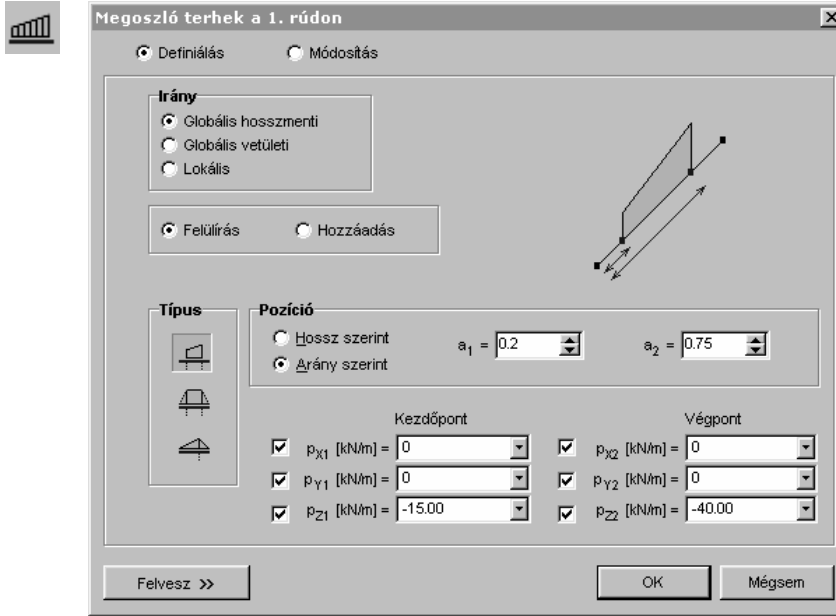 Megoszló terhek a 1. rúdon
Definiálás Módosítás
Irány
Globális hosszmenti
Globális vetületi
Lokális
Felülírás Hozzáadás
Típus
Pozíció
Hossz szerint
Arány szerint
a1 = 0.2 a2 = 0.75
Kezdőpont Végpont
pX1 [kN/m] = 0 pX2 [kN/m] = 0
pY1 [kN/m] = 0 pY2 [kN/m] = 0
pZ1 [kN/m] = -15.00 pZ2 [kN/m] = -40.00
Felvesz >> OK Mégsem